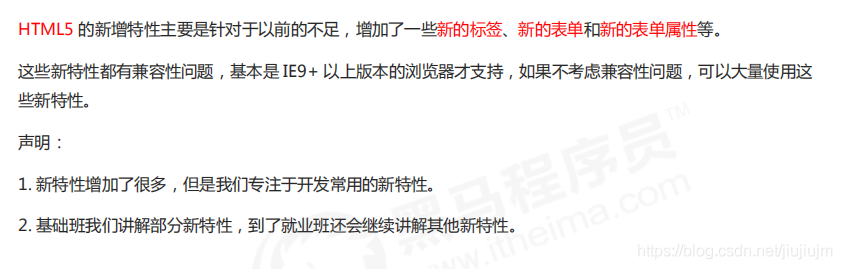 HTML5 的新增特性主要是针对于以前的不足，增加了一些新的标签、新的表单和新的表单属性等。
这些新特性都有兼容性问题，基本是 IE9+ 以上版本的浏览器才支持，如果不考虑兼容性问题，可以大量使用这
些新特性。
声明：
1. 新特性增加了很多，但是我们专注于开发常用的新特性。
2. 基础班我们讲解部分新特性，到了就业班还会继续讲解其他新特性。
黑马程序员™
www.itheima.com
https://blog.csdn.net/jiujiujm